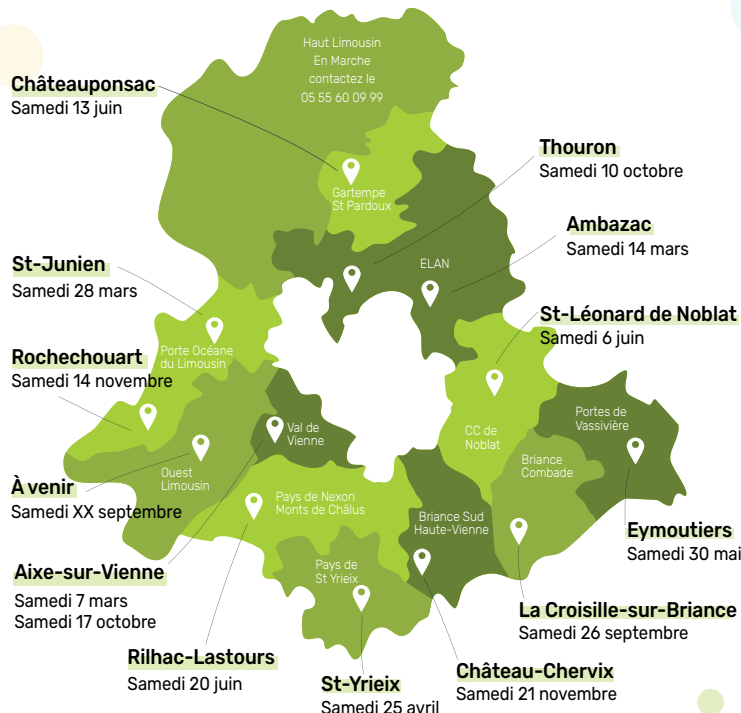 Haut Limousin
En Marche
contactez le
05 55 60 09 99
Châteauponsac
Samedi 13 juin
Gartempe
St Pardoux
Thouron
Samedi 10 octobre
Ambazac
Samedi 14 mars
ELAN
St-Junien
Samedi 28 mars
St-Léonard de Noblat
Samedi 6 juin
Porte Océane
du Limousin
Rochechouart
Samedi 14 novembre
Val de
Vienne
CC de
Noblat
Portes de
Vassivière
Briance
Combade
Ouest
Limousin
À venir
Samedi XX septembre
Pays de Nexon
Monts de Châlus
Briance Sud
Haute-Vienne
Eymoutiers
Samedi 30 mai
Aixe-sur-Vienne
Samedi 7 mars
Samedi 17 octobre
Pays de
St Yrieix
La Croisille-sur-Briance
Samedi 26 septembre
Rilhac-Lastours
Samedi 20 juin
St-Yrieix
Samedi 25 avril
Château-Chervix
Samedi 21 novembre